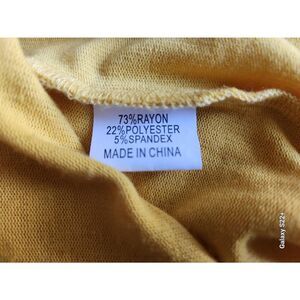 73%RAYON
22%POLYESTER
5%SPANDEX
MADE IN CHINA
Galaxy S22+